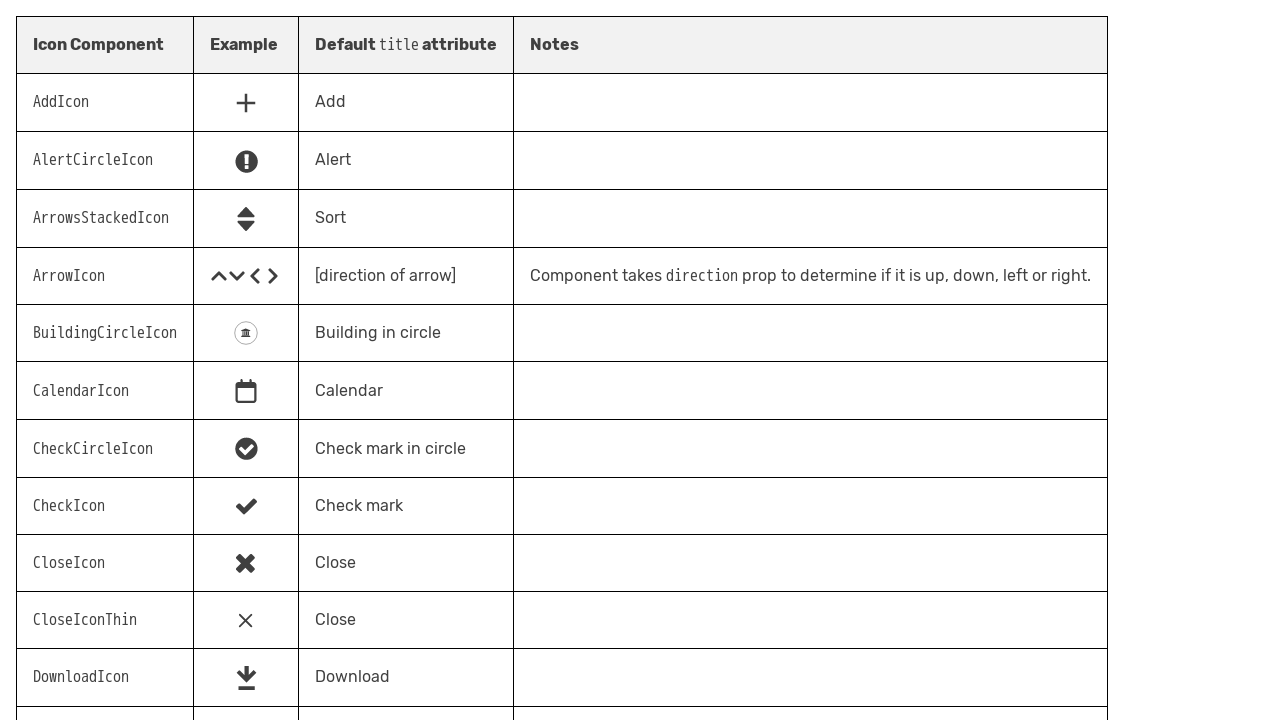 Icon Component Example Default title attribute Notes
AddIcon Add
AlertCircleIcon Alert
ArrowsStackedIcon Sort
ArrowIcon [direction of arrow] Component takes direction prop to determine if it is up, down, left or right.
BuildingCircleIcon Building in circle
CalendarIcon Calendar
CheckCircleIcon Check mark in circle
CheckIcon Check mark
CloseIcon Close
CloseIconThin Close
DownloadIcon Download